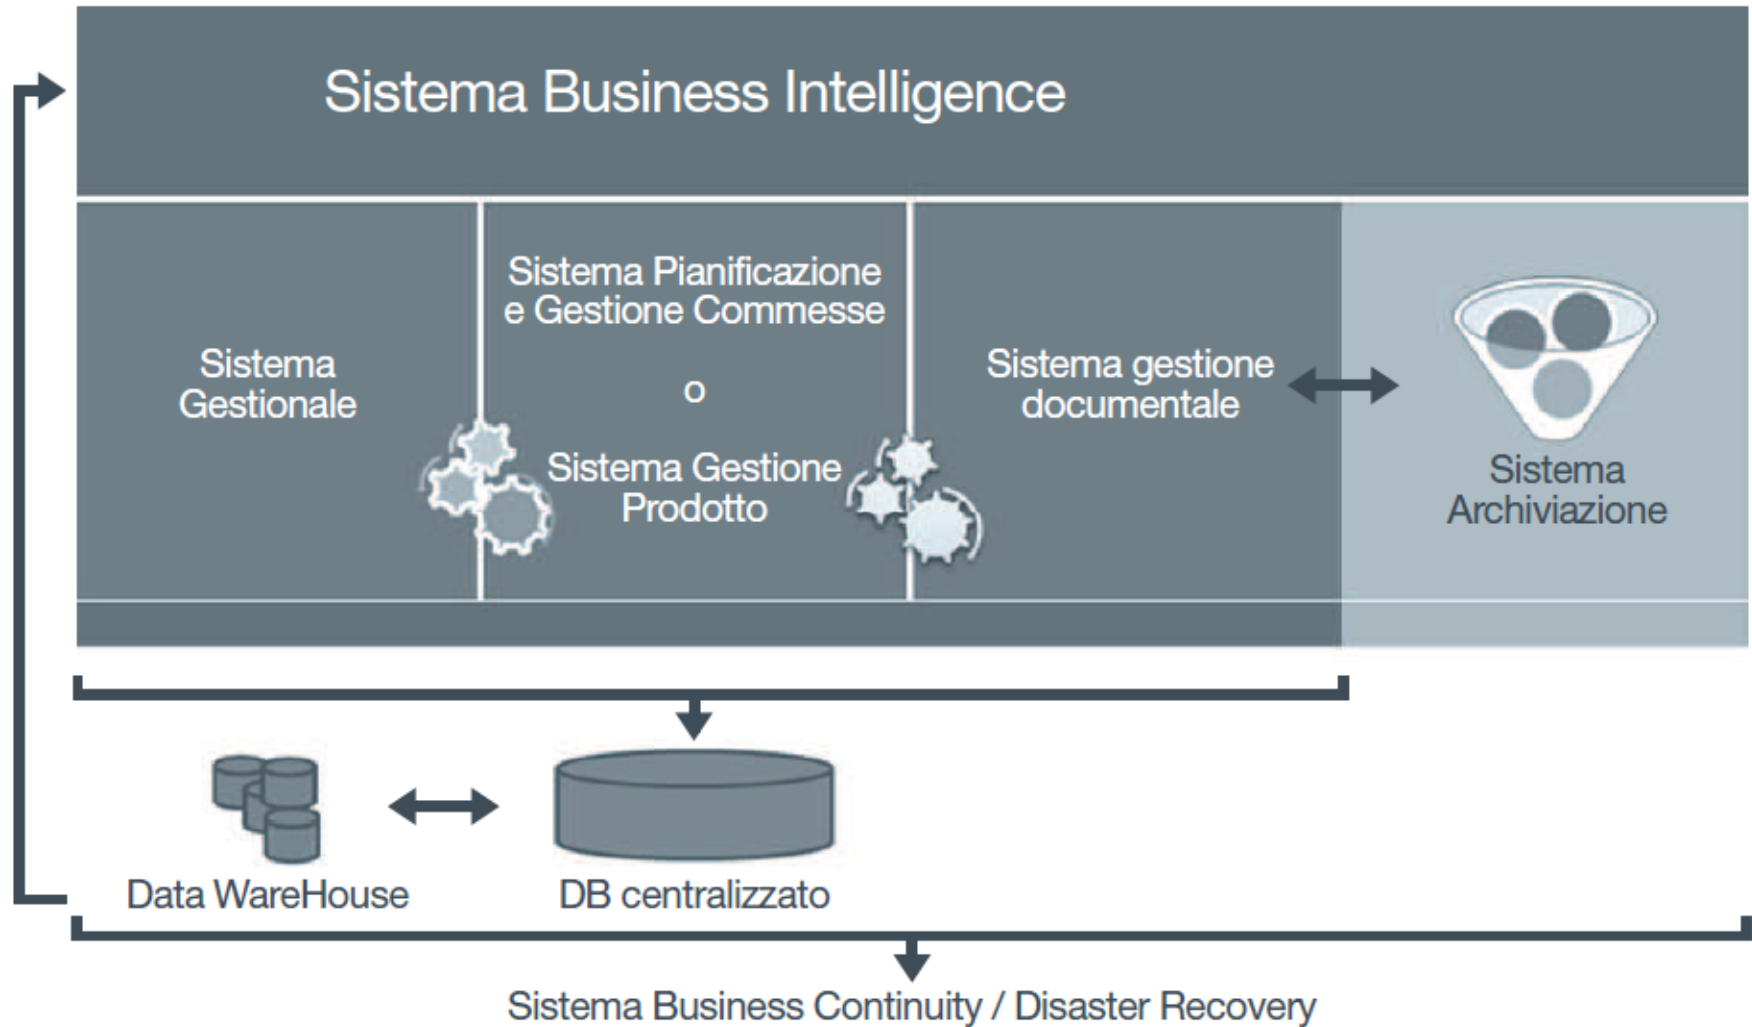 Sistema Business Intelligence
Sistema
Gestionale
Sistema Pianificazione
e Gestione Commesse
o
Sistema Gestione
Prodotto
Sistema gestione
documentale
Sistema
Archiviazione
Data WareHouse
DB centralizzato
Sistema Business Continuity / Disaster Recovery